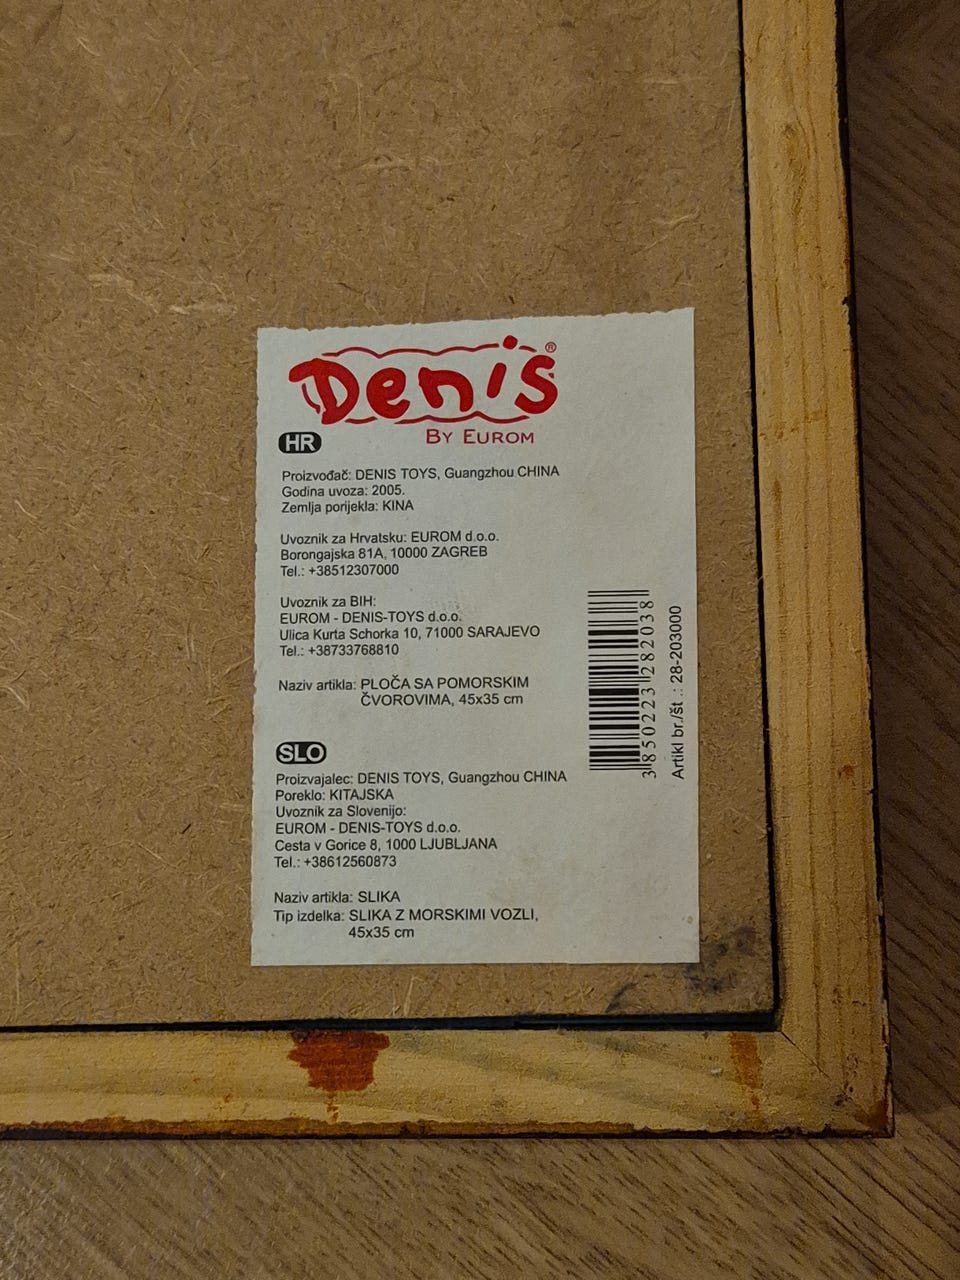 Denis®
BY EUROM
HR
Proizvođač: DENIS TOYS, Guangzhou CHINA
Godina uvoza: 2005.
Zemlja porijekla: KINA
Uvoznik za Hrvatsku: EUROM d.o.o.
Borongajska 81A, 10000 ZAGREB
Tel.: +38512307000
Uvoznik za BIH:
EUROM - DENIS-TOYS d.o.o.
Ulica Kurta Schorka 10, 71000 SARAJEVO
Tel.: +38733768810
Naziv artikla: PLOČA SA POMORSKIM
ČVOROVIMA, 45x35 cm
SLO
Proizvajalec: DENIS TOYS, Guangzhou CHINA
Poreklo: KITAJSKA
Uvoznik za Slovenijo:
EUROM - DENIS-TOYS d.o.o.
Cesta v Gorice 8, 1000 LJUBLJANA
Tel.: +38612560873
Naziv artikla: SLIKA
Tip izdelka: SLIKA Z MORSKIMI VOZLI,
45x35 cm
3850223282038
Artikl br./št .: 28-203000